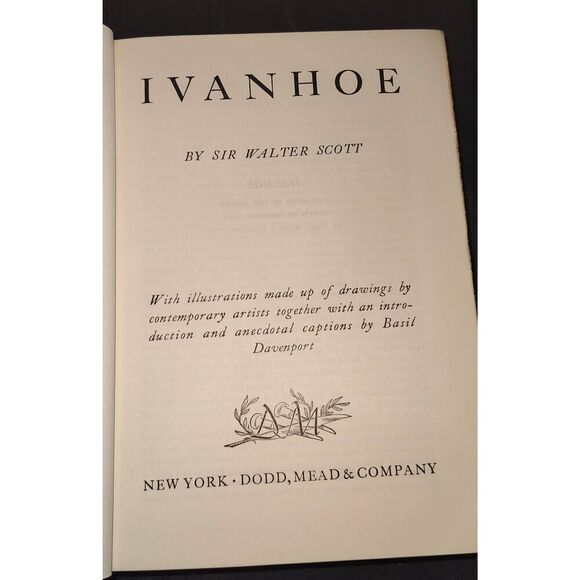 IVANHOE
BY SIR WALTER SCOTT
With illustrations made up of drawings by
contemporary artists together with an intro-
duction and anecdotal captions by Basil
Davenport
AM
NEW YORK · DODD, MEAD & COMPANY